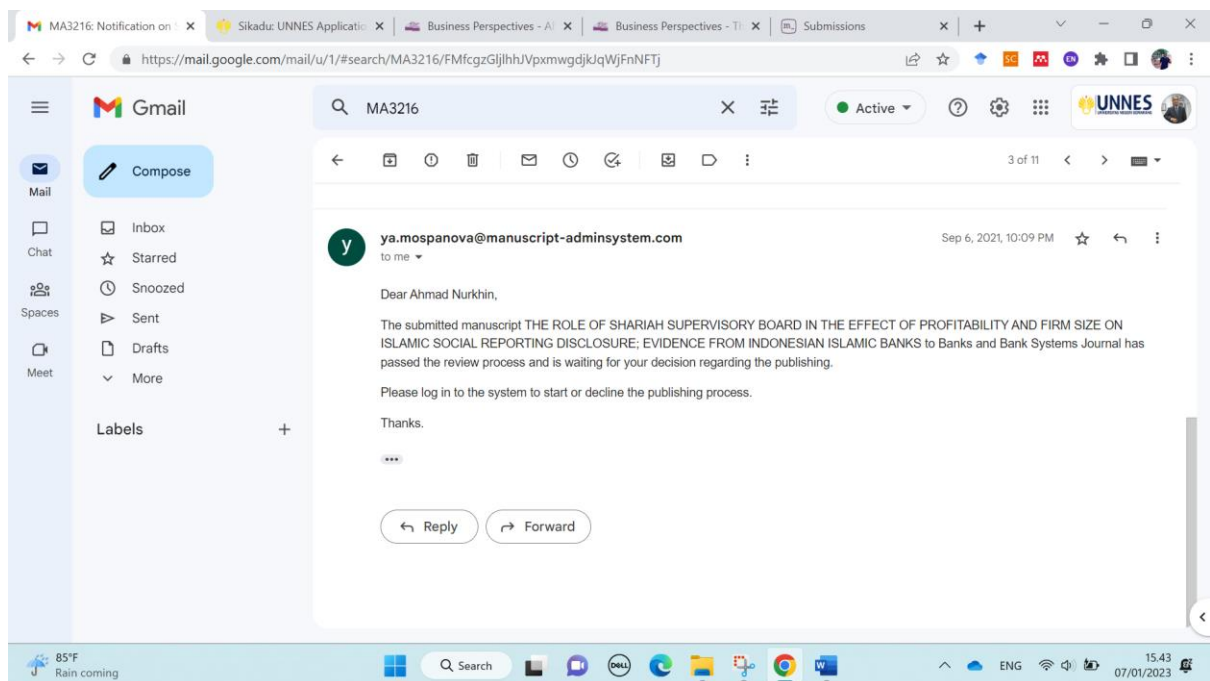 MA3216: Notification on S
Sikadu: UNNES Applicatio
Business Perspectives - Al
Business Perspectives - Th
Submissions
https://mail.google.com/mail/u/1/#search/MA3216/FMfcgzGljlhhJVpxmwgdjkJqWjFnNFTj
Gmail
MA3216
Active
UNNES
Mail
Compose
3 of 11
Chat
Inbox
Starred
Spaces
Snoozed
Sent
Meet
Drafts
More
Labels
y
ya.mospanova@manuscript-adminsystem.com
Sep 6, 2021, 10:09 PM
to me
Dear Ahmad Nurkhin,
The submitted manuscript THE ROLE OF SHARIAH SUPERVISORY BOARD IN THE EFFECT OF PROFITABILITY AND FIRM SIZE ON
ISLAMIC SOCIAL REPORTING DISCLOSURE; EVIDENCE FROM INDONESIAN ISLAMIC BANKS to Banks and Bank Systems Journal has
passed the review process and is waiting for your decision regarding the publishing.
Please log in to the system to start or decline the publishing process.
Thanks.
Reply
Forward
85°F
Rain coming
Search
DELL
ENG
15.43
07/01/2023